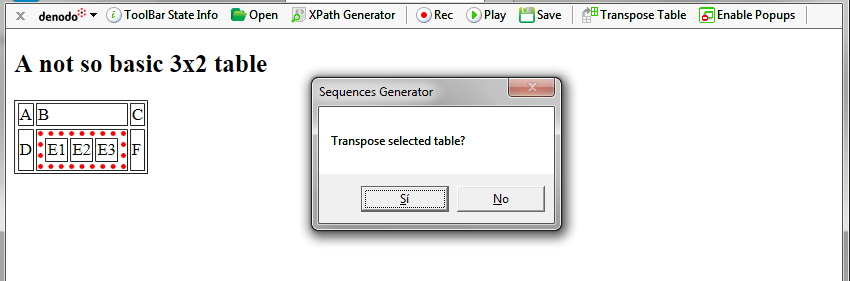 denodo ToolBar State Info Open XPath Generator Rec Play Save Transpose Table Enable Popups
A not so basic 3x2 table
Sequences Generator
A B C
D E1 E2 E3 F
Transpose selected table?
Sí No